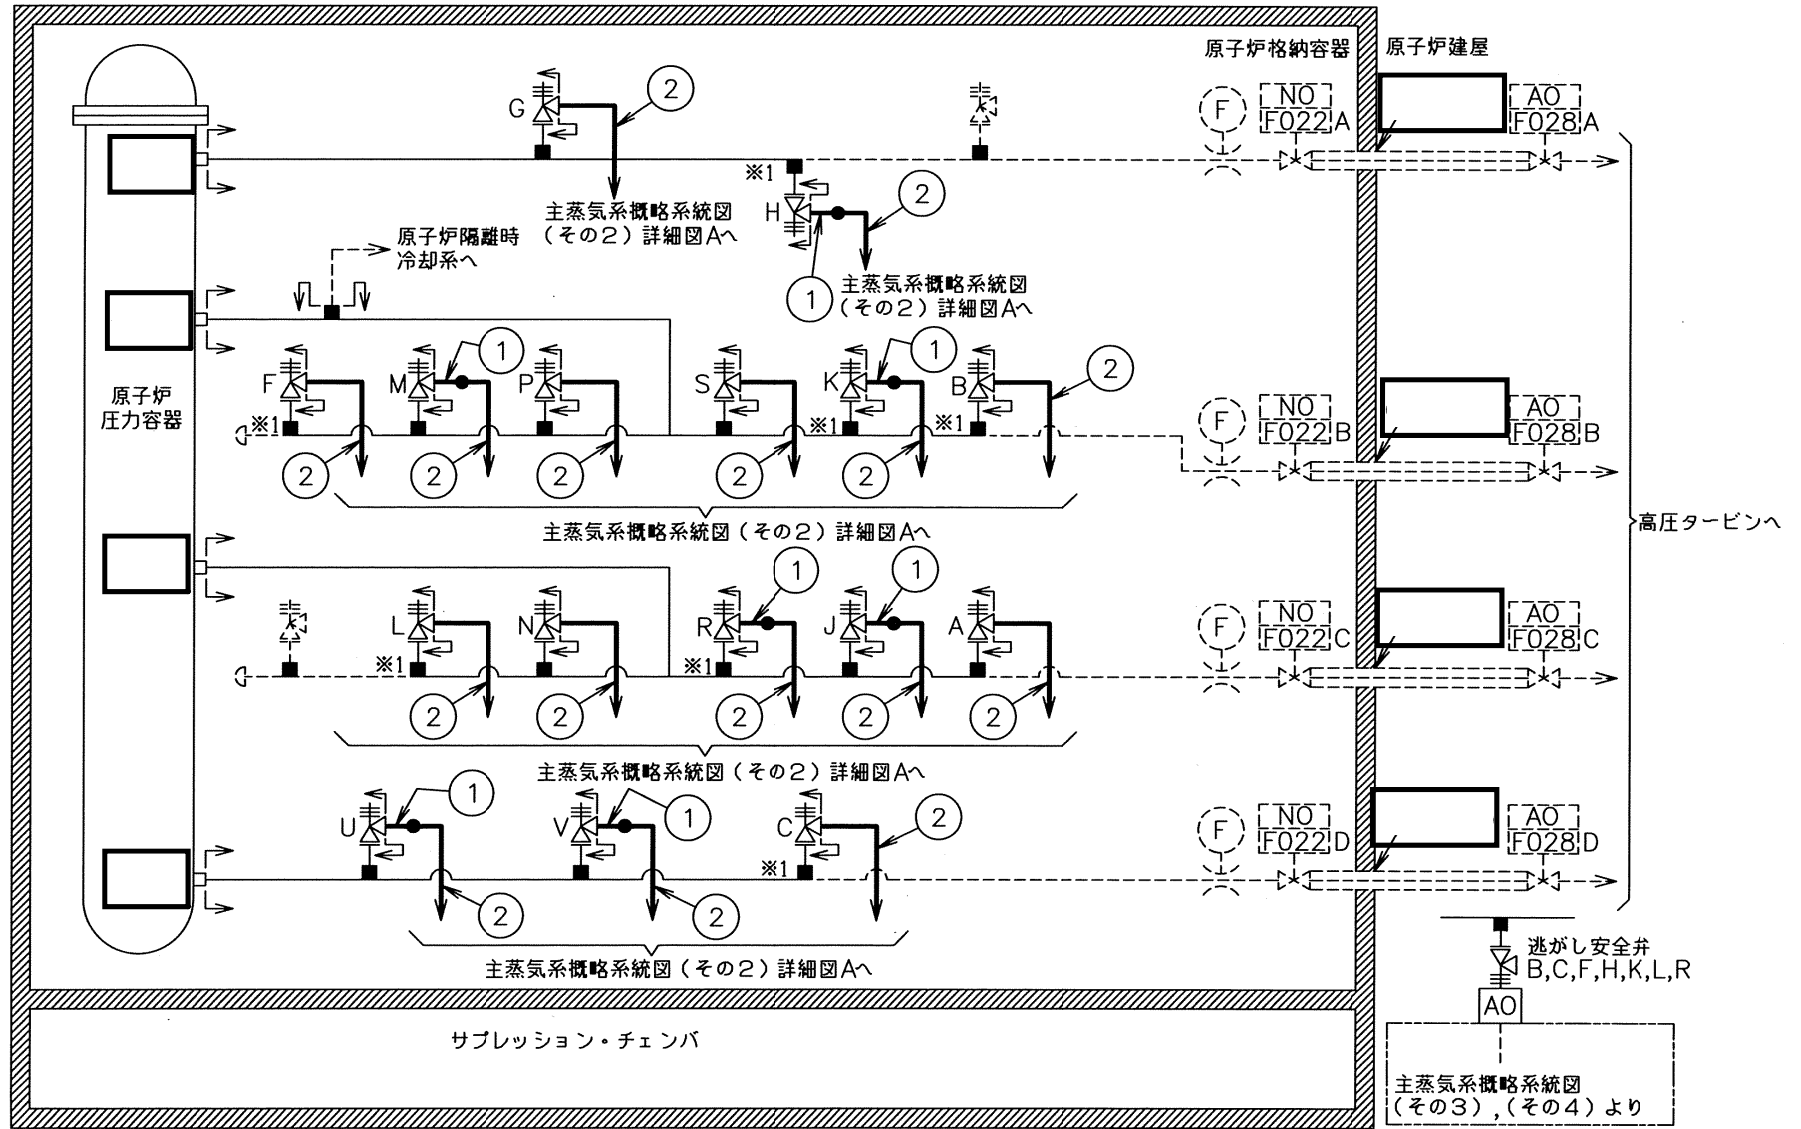 原子炉格納容器
原子炉建屋
G
2
F
NO
F022 A
AO
F028 A
※1
H
2
主蒸気系概略系統図
(その2) 詳細図Aへ
1
主蒸気系概略系統図
(その2) 詳細図Aへ
原子炉隔離時
冷却系へ
原子炉
圧力容器
F
M
1
P
S
K
1
B
2
※1
※1
※1
F
NO
F022 B
AO
F028 B
2
2
2
2
2
主蒸気系概略系統図 (その2) 詳細図Aへ
高圧タービンへ
1
1
L
N
R
J
A
※1
※1
F
NO
F022 C
AO
F028 C
2
2
2
2
2
主蒸気系概略系統図 (その2) 詳細図Aへ
U
1
V
1
C
2
※1
F
NO
F022 D
AO
F028 D
2
2
主蒸気系概略系統図 (その2) 詳細図Aへ
逃がし安全弁
B,C,F,H,K,L,R
AO
サプレッション・チェンバ
主蒸気系概略系統図
(その3),(その4) より